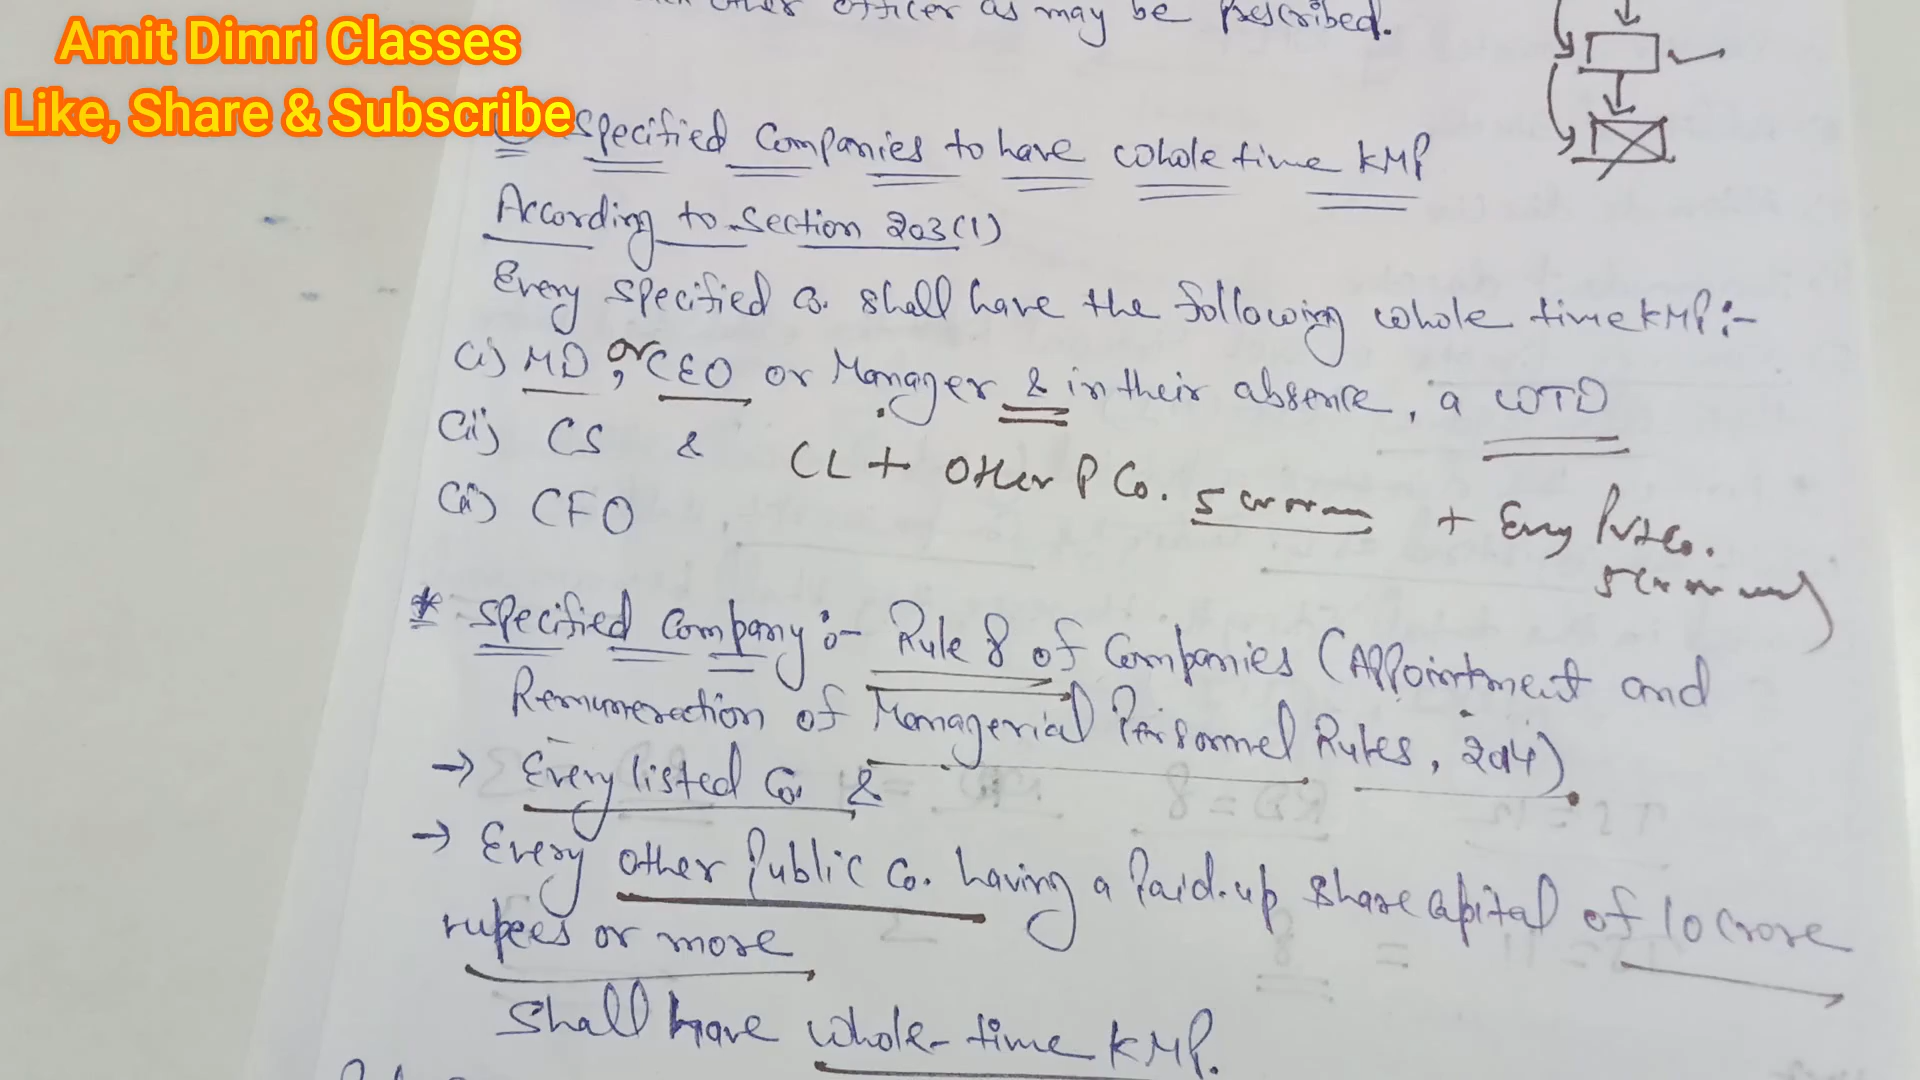 other officer as may be prescribed.
Amit Dimri Classes
Like, Share & Subscribe
Specified Companies to have whole time KMP
According to Section 203(1)
Every specified Co. shall have the following whole time KMP:-
(i) MD, or CEO or Manager & in their absence, a WTD
(ii) CS &
(iii) CFO
CL + Other P Co.
+ Every Pvt Co.
* Specified Company:- Rule 8 of Companies (Appointment and
Remuneration of Managerial Personnel Rules, 2014)
→ Every listed Co. &
→ Every other Public Co. having a Paid-up share capital of 10 crore
rupees or more
Shall have whole-time KMP.